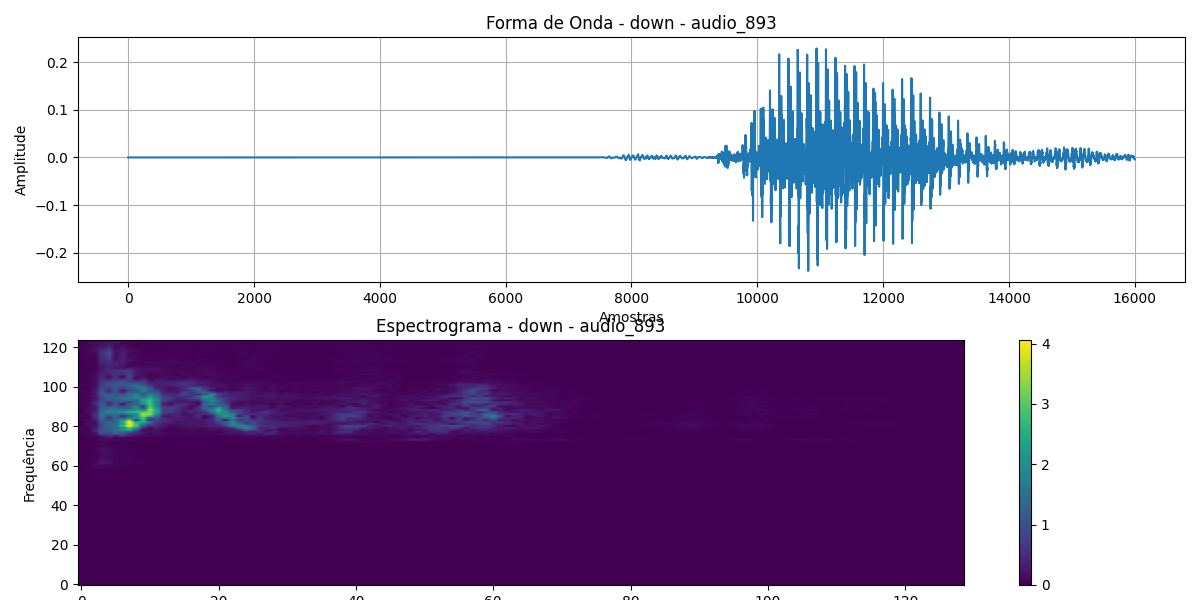 Forma de Onda - down - audio_893
Amplitude
0.2
0.1
0.0
−0.1
−0.2
0 2000 4000 6000 8000 10000 12000 14000 16000
Amostras
Espectrograma - down - audio_893
Frequência
120
100
80
60
40
20
0
0 20 40 60 80 100 120
4
3
2
1
0